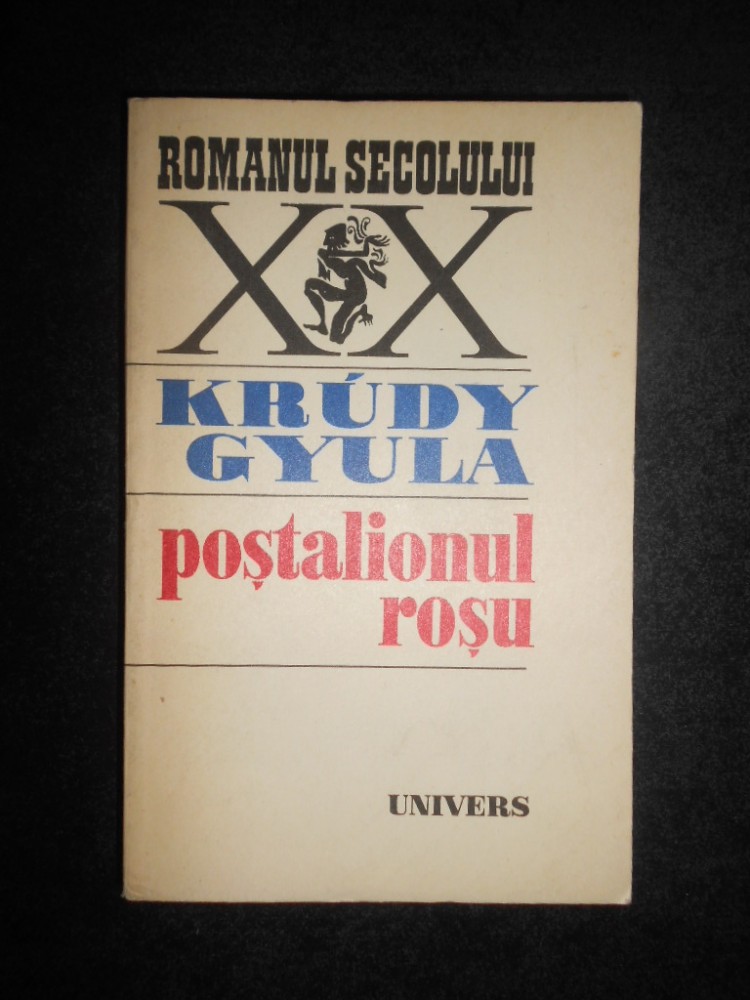 ROMANUL SECOLULUI
XX
KRÚDY
GYULA
poștalionul
roșu
UNIVERS